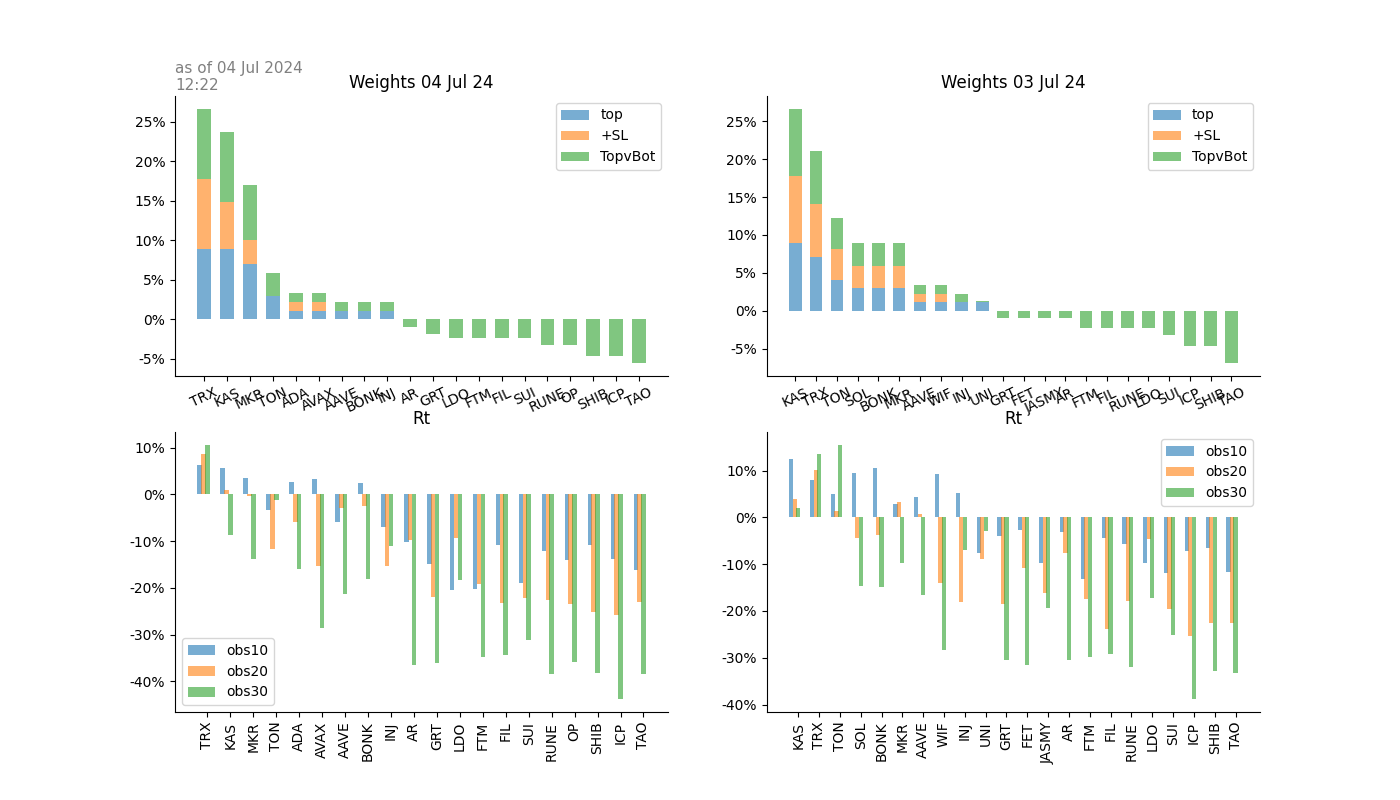 as of 04 Jul 2024
12:22
Weights 04 Jul 24
25%
20%
15%
10%
5%
0%
-5%
top
+SL
TopvBot
TRX KAS MKR TON ADA AVAX AAVE BONK INJ AR GRT LDO FTM FIL SUI RUNE OP SHIB ICP TAO
Weights 03 Jul 24
25%
20%
15%
10%
5%
0%
-5%
top
+SL
TopvBot
KAS TRX TON SOL BONK MKR AAVE WIF INJ UNI GRT FET JASMY AR FTM FIL RUNE LDO SUI ICP SHIB TAO
Rt
10%
0%
-10%
-20%
-30%
-40%
obs10
obs20
obs30
TRX KAS MKR TON ADA AVAX AAVE BONK INJ AR GRT LDO FTM FIL SUI RUNE OP SHIB ICP TAO
Rt
10%
0%
-10%
-20%
-30%
-40%
obs10
obs20
obs30
KAS TRX TON SOL BONK MKR AAVE WIF INJ UNI GRT FET JASMY AR FTM FIL RUNE LDO SUI ICP SHIB TAO